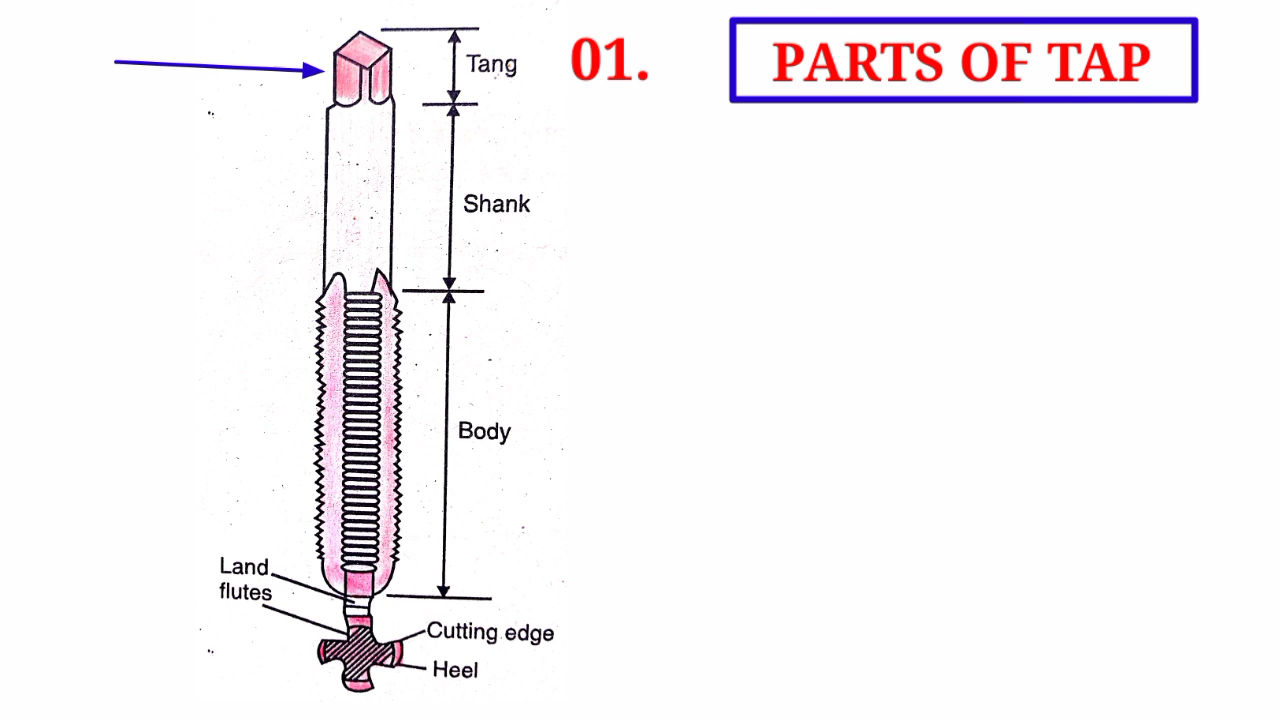 01.
PARTS OF TAP
Tang
Shank
Body
Land
flutes
Cutting edge
Heel